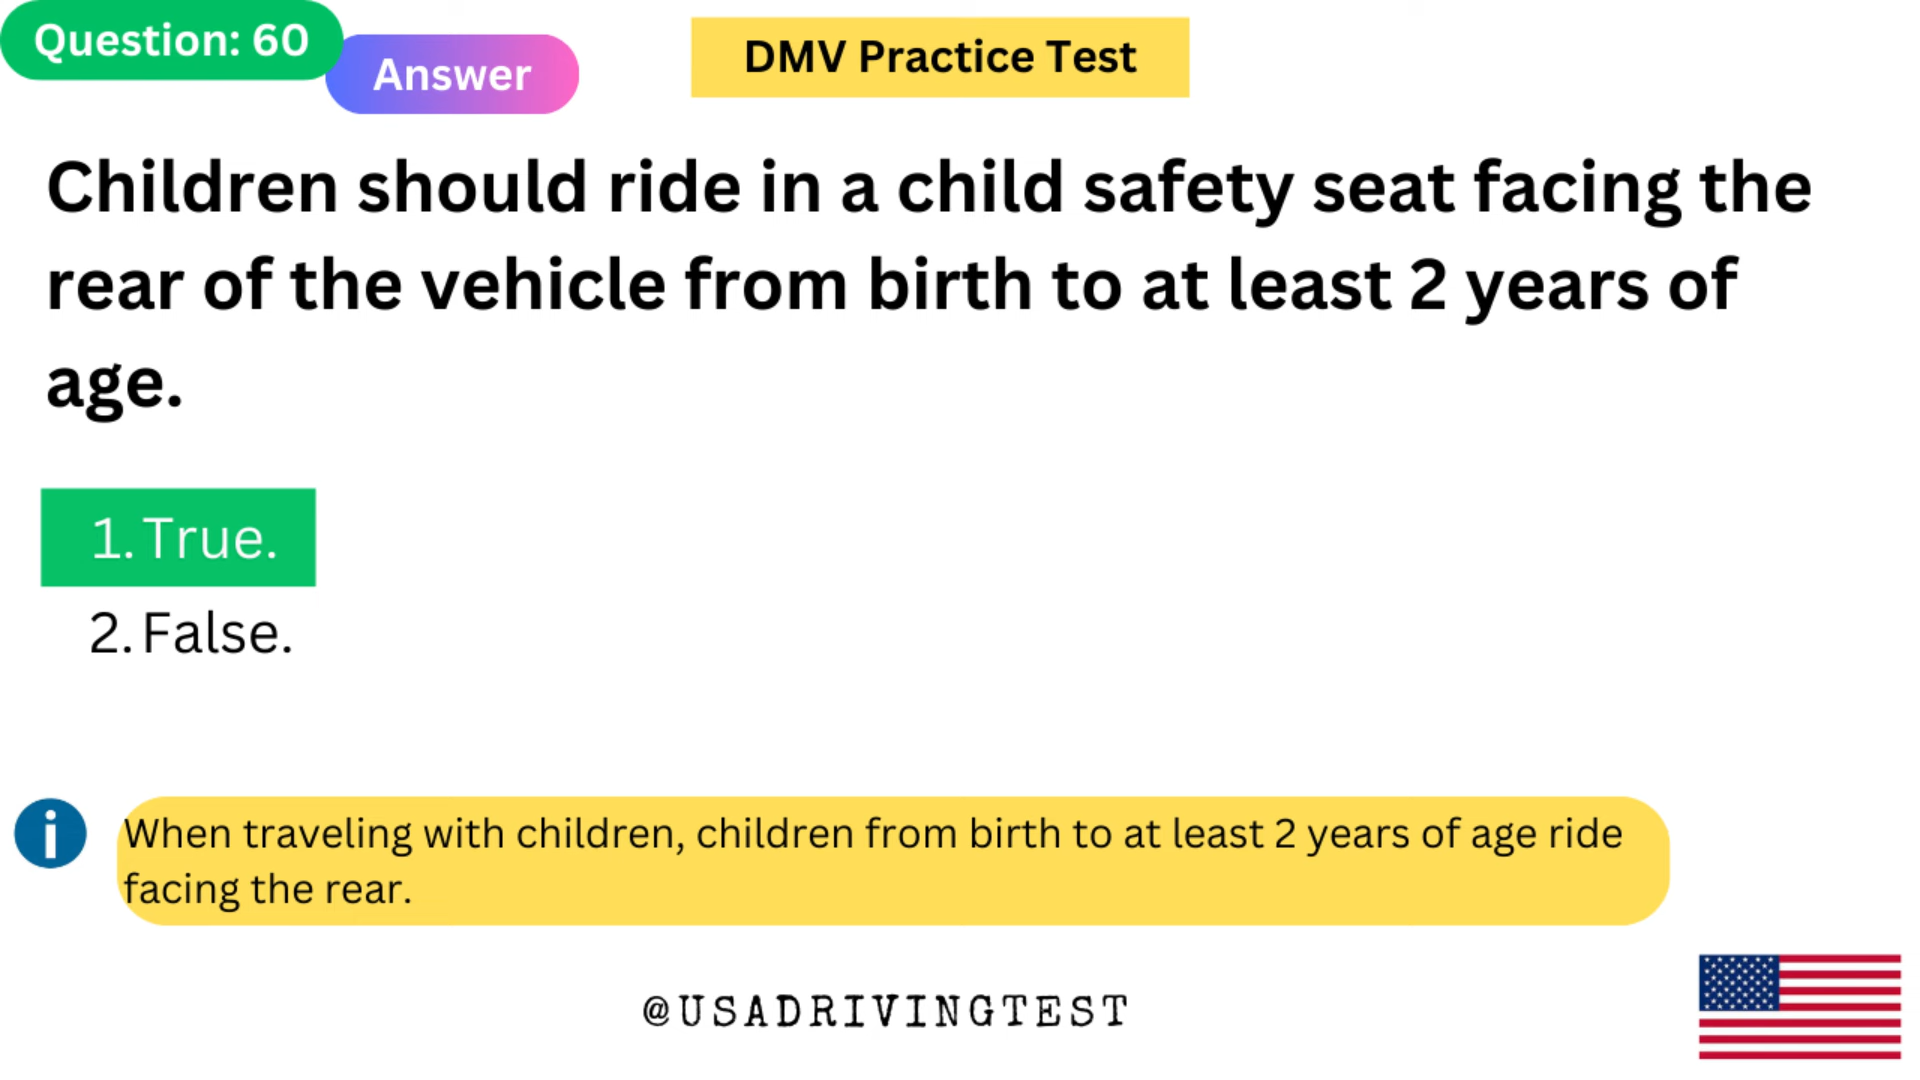 Question: 60
Answer
DMV Practice Test
Children should ride in a child safety seat facing the
rear of the vehicle from birth to at least 2 years of
age.
1. True.
2. False.
i
When traveling with children, children from birth to at least 2 years of age ride
facing the rear.
@USADRIVINGTEST